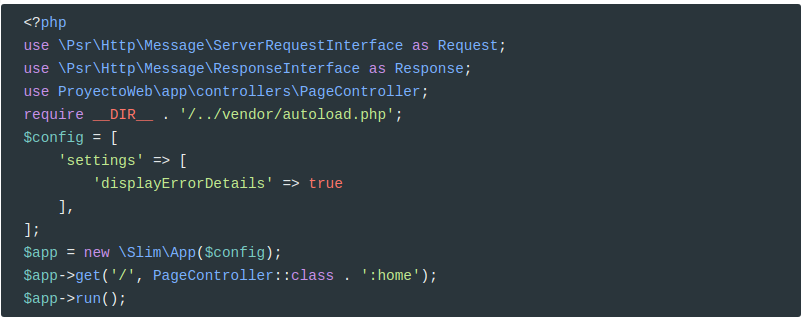 <?php
use \Psr\Http\Message\ServerRequestInterface as Request;
use \Psr\Http\Message\ResponseInterface as Response;
use ProyectoWeb\app\controllers\PageController;
require __DIR__ . '/../vendor/autoload.php';
$config = [
    'settings' => [
        'displayErrorDetails' => true
    ],
];
$app = new \Slim\App($config);
$app->get('/', PageController::class . ':home');
$app->run();